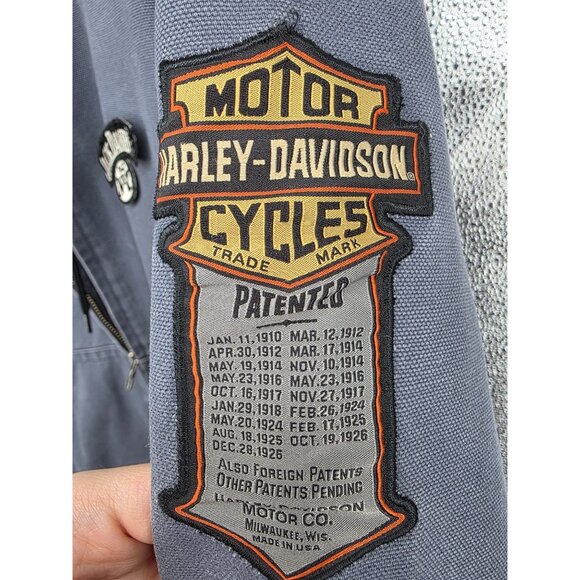 MOTOR
HARLEY-DAVIDSON®
CYCLES
TRADE MARK
PATENTED
JAN. 11, 1910 MAR. 12, 1912
APR. 30, 1912 MAR. 17, 1914
MAY. 19, 1914 NOV. 10, 1914
MAY. 23, 1916 MAY. 23, 1916
OCT. 16, 1917 NOV. 27, 1917
JAN. 29, 1918 FEB. 26, 1924
MAY. 20, 1924 FEB. 17, 1925
AUG. 18, 1925 OCT. 19, 1926
DEC. 28, 1926
ALSO FOREIGN PATENTS
OTHER PATENTS PENDING
HARLEY-DAVIDSON
MOTOR CO.
MILWAUKEE, WIS.
MADE IN USA